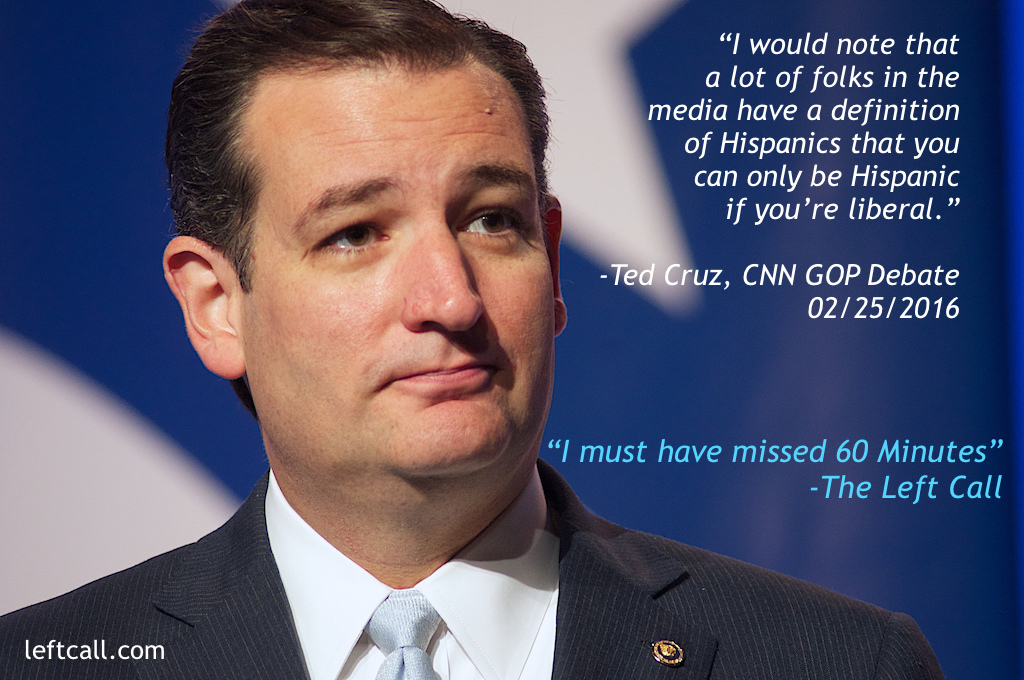 “I would note that
a lot of folks in the
media have a definition
of Hispanics that you
can only be Hispanic
if you’re liberal.”
-Ted Cruz, CNN GOP Debate
02/25/2016
“I must have missed 60 Minutes”
-The Left Call
leftcall.com